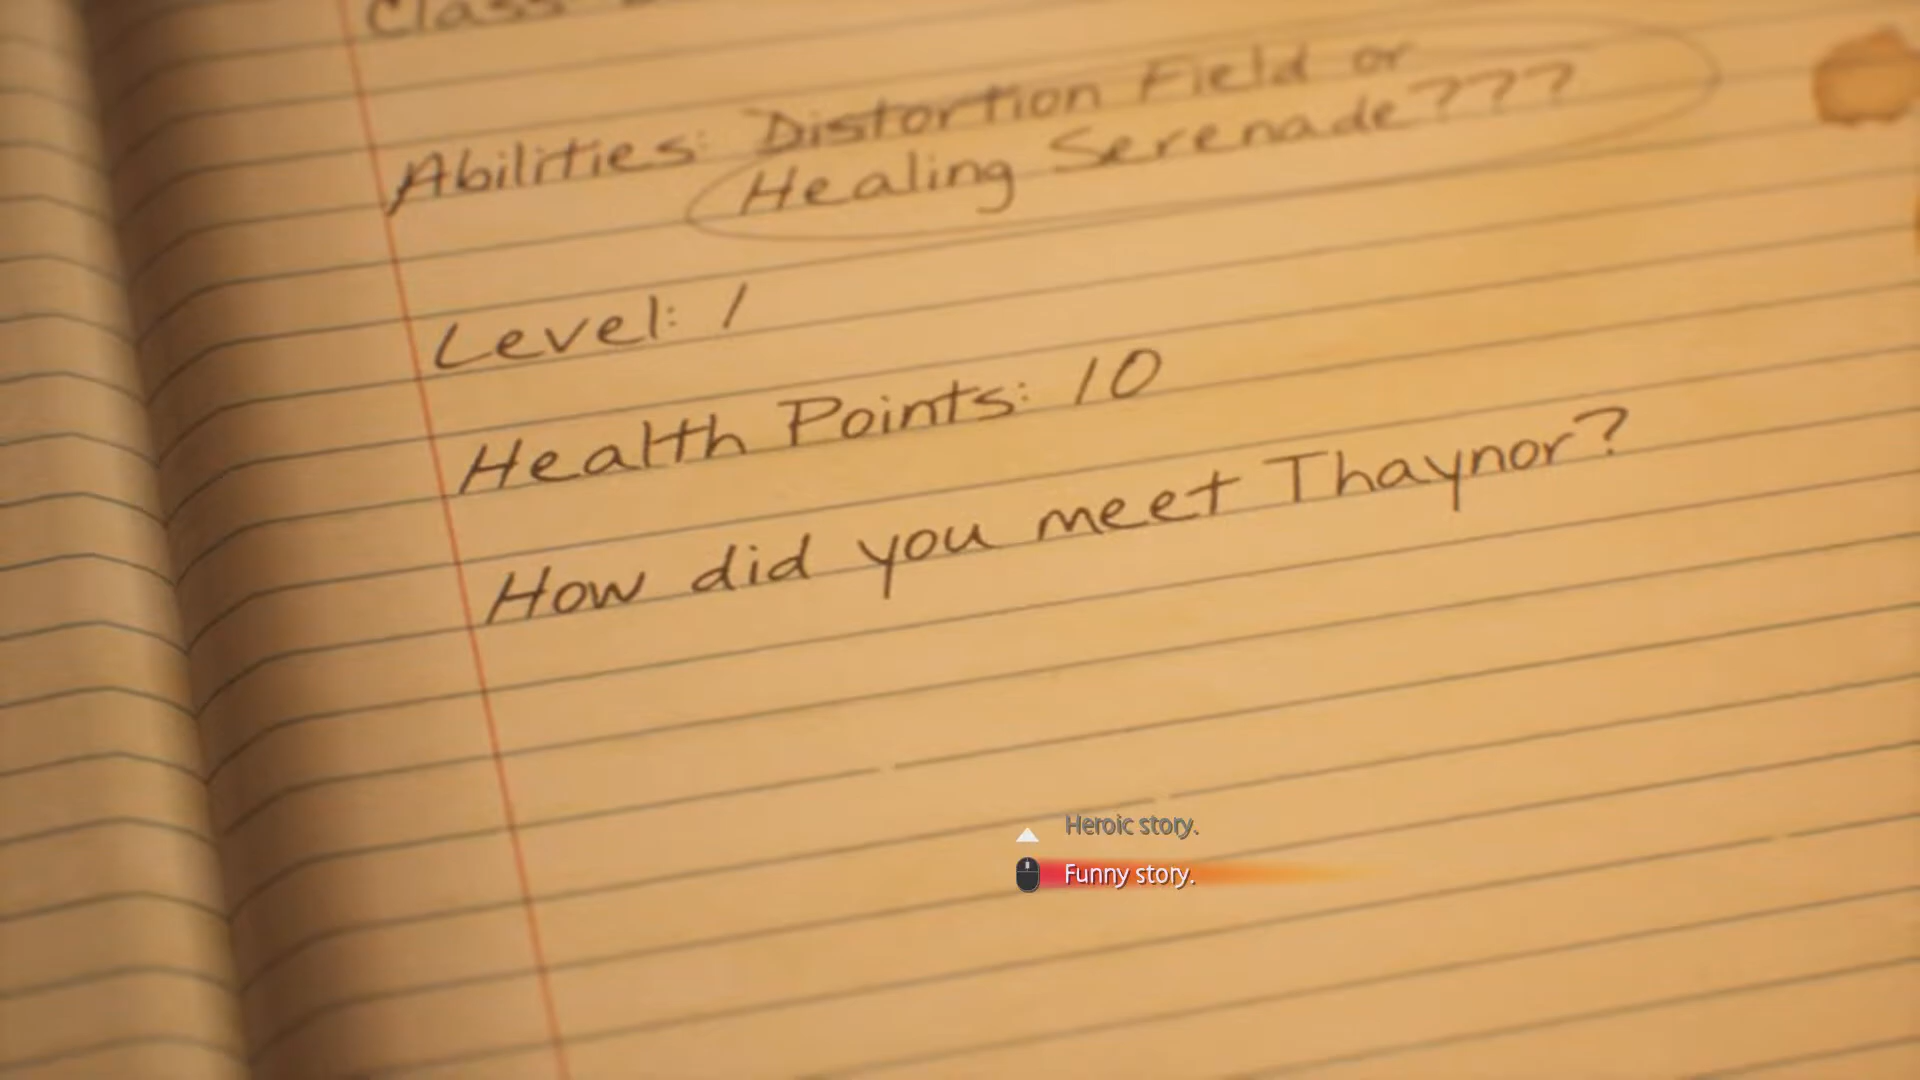 Class
Abilities: Distortion Field or
Healing Serenade???
Level: 1
Health Points: 10
How did you meet Thaynor?
Heroic story.
Funny story.